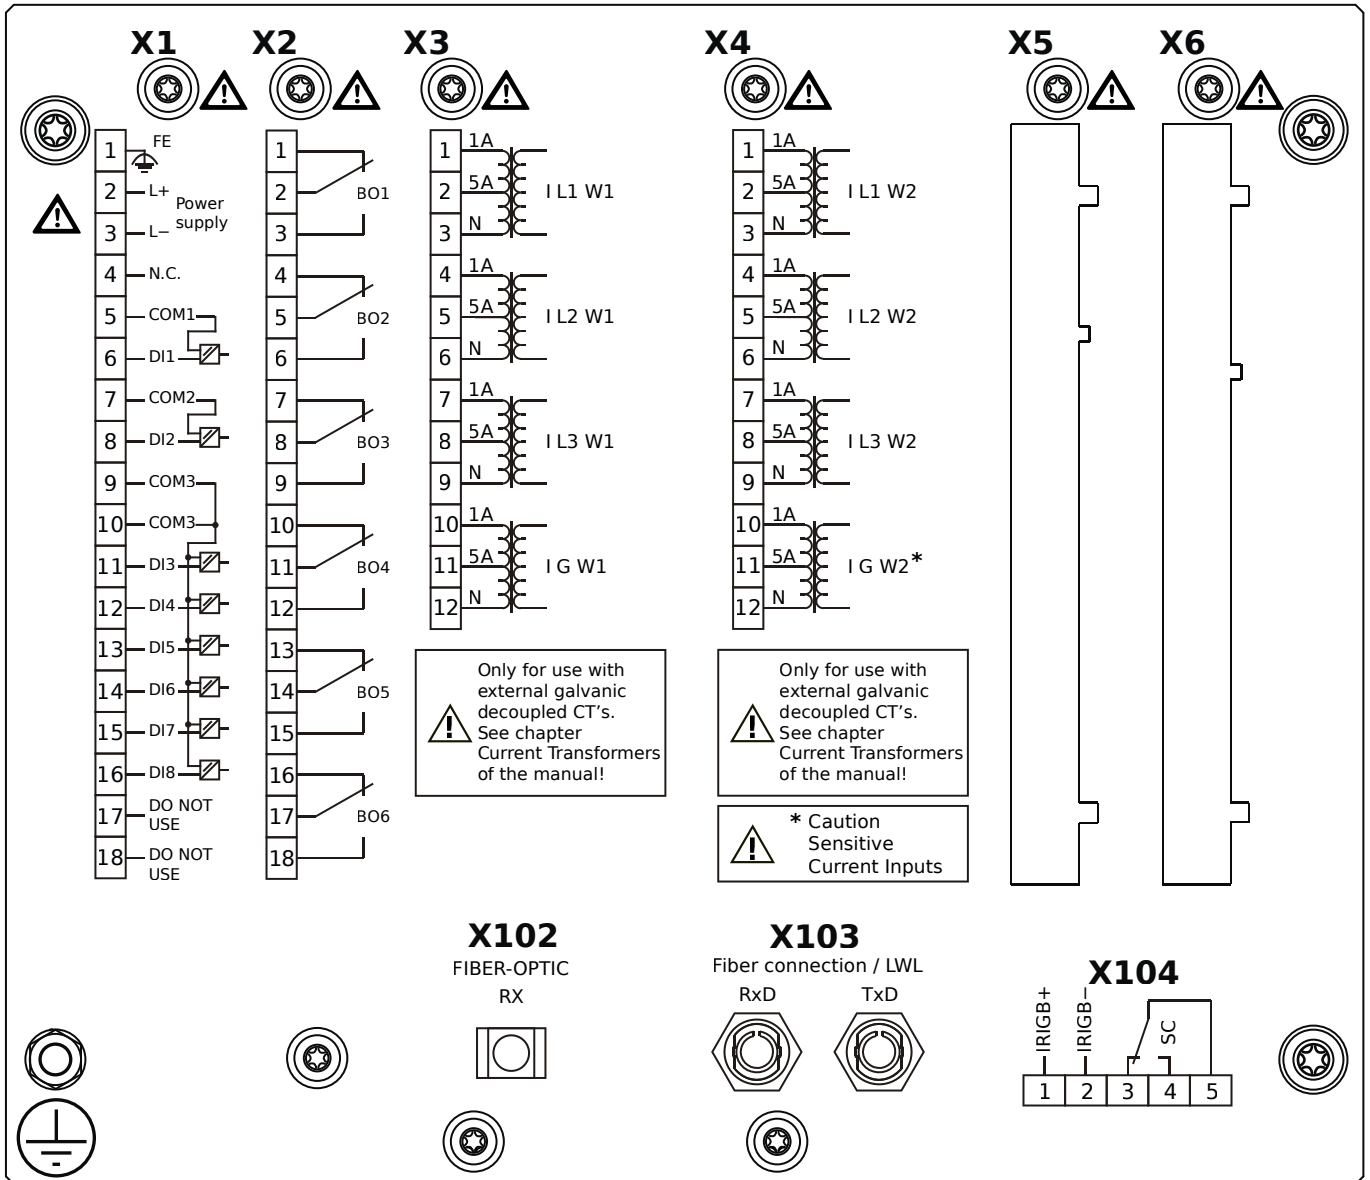 X1
X2
X3
X4
X5
X6
1 FE
2 L+
Power
supply
3 L−
4 N.C.
5 COM1
6 DI1
7 COM2
8 DI2
9 COM3
10 COM3
11 DI3
12 DI4
13 DI5
14 DI6
15 DI7
16 DI8
17 DO NOT
USE
18 DO NOT
USE
1
2 BO1
3
4
5 BO2
6
7
8 BO3
9
10
11 BO4
12
13
14 BO5
15
16
17 BO6
18
1 1A
2 5A I L1 W1
3 N
4 1A
5 5A I L2 W1
6 N
7 1A
8 5A I L3 W1
9 N
10 1A
11 5A I G W1
12 N
Only for use with
external galvanic
decoupled CT's.
See chapter
Current Transformers
of the manual!
1 1A
2 5A I L1 W2
3 N
4 1A
5 5A I L2 W2
6 N
7 1A
8 5A I L3 W2
9 N
10 1A
11 5A I G W2*
12 N
Only for use with
external galvanic
decoupled CT's.
See chapter
Current Transformers
of the manual!
* Caution
Sensitive
Current Inputs
X102
FIBER-OPTIC
RX
X103
Fiber connection / LWL
RxD TxD
X104
IRIGB+
IRIGB−
SC
1 2 3 4 5